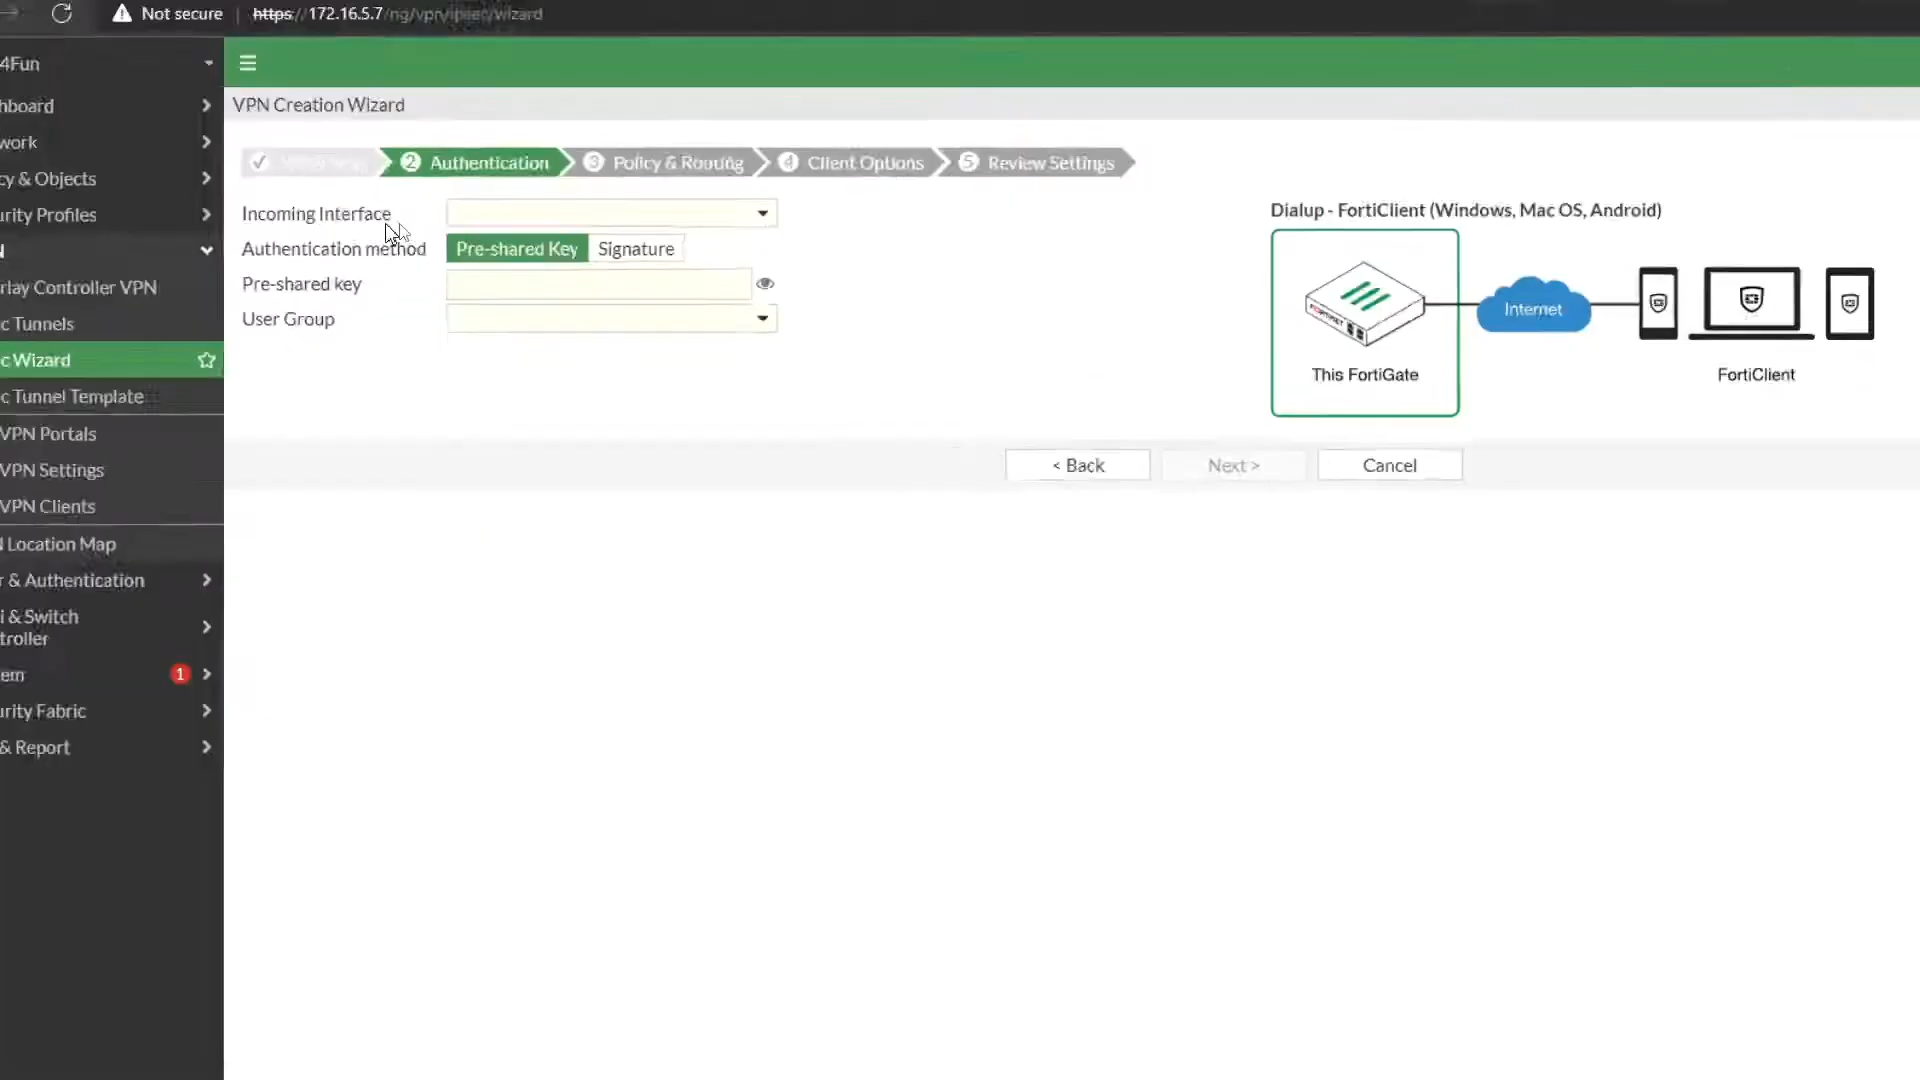 Not secure https://172.16.5.7/ng/vpn/ipsec/wizard
4Fun
hboard
work
cy & Objects
urity Profiles
rlay Controller VPN
c Tunnels
c Wizard
c Tunnel Template
VPN Portals
VPN Settings
VPN Clients
Location Map
r & Authentication
i & Switch
troller
em 1
urity Fabric
& Report
VPN Creation Wizard
2 Authentication
3 Policy & Routing
4 Client Options
5 Review Settings
Incoming Interface
Authentication method Pre-shared Key Signature
Pre-shared key
User Group
Dialup - FortiClient (Windows, Mac OS, Android)
FORTINET
Internet
This FortiGate
FortiClient
< Back
Next >
Cancel